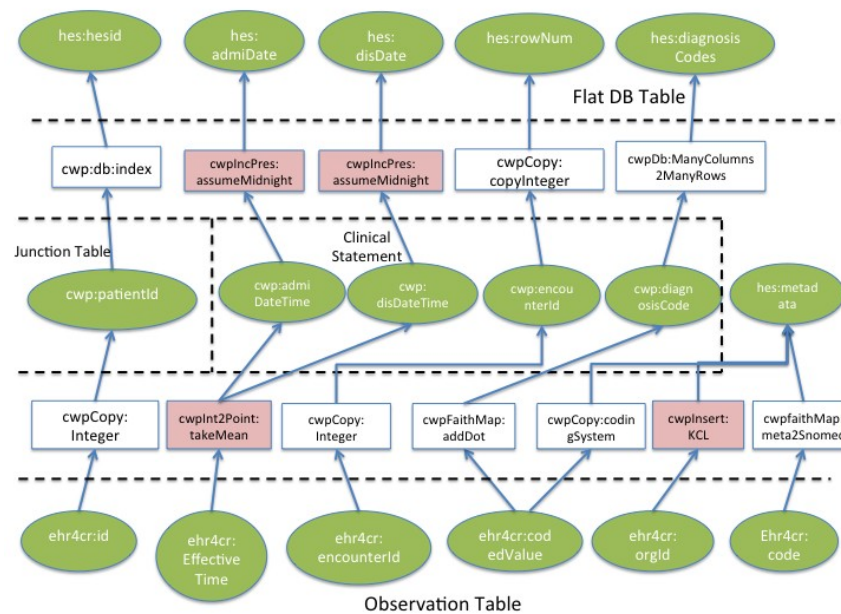 hes:hesid
hes:
admiDate
hes:
disDate
hes:rowNum
hes:diagnosis
Codes
Flat DB Table
cwp:db:index
cwpIncPres:
assumeMidnight
cwpIncPres:
assumeMidnight
cwpCopy:
copyInteger
cwpDb:ManyColumns
2ManyRows
Junction Table
Clinical
Statement
cwp:patientId
cwp:admi
DateTime
cwp:
disDateTime
cwp:encou
nterId
cwp:diagn
osisCode
hes:metad
ata
cwpCopy:
Integer
cwpInt2Point:
takeMean
cwpCopy:
Integer
cwpFaithMap:
addDot
cwpCopy:codin
gSystem
cwpInsert:
KCL
cwpfaithMap:
meta2Snomed
ehr4cr:id
ehr4cr:
Effective
Time
ehr4cr:
encounterId
ehr4cr:cod
edValue
ehr4cr:
orgId
Ehr4cr:
code
Observation Table